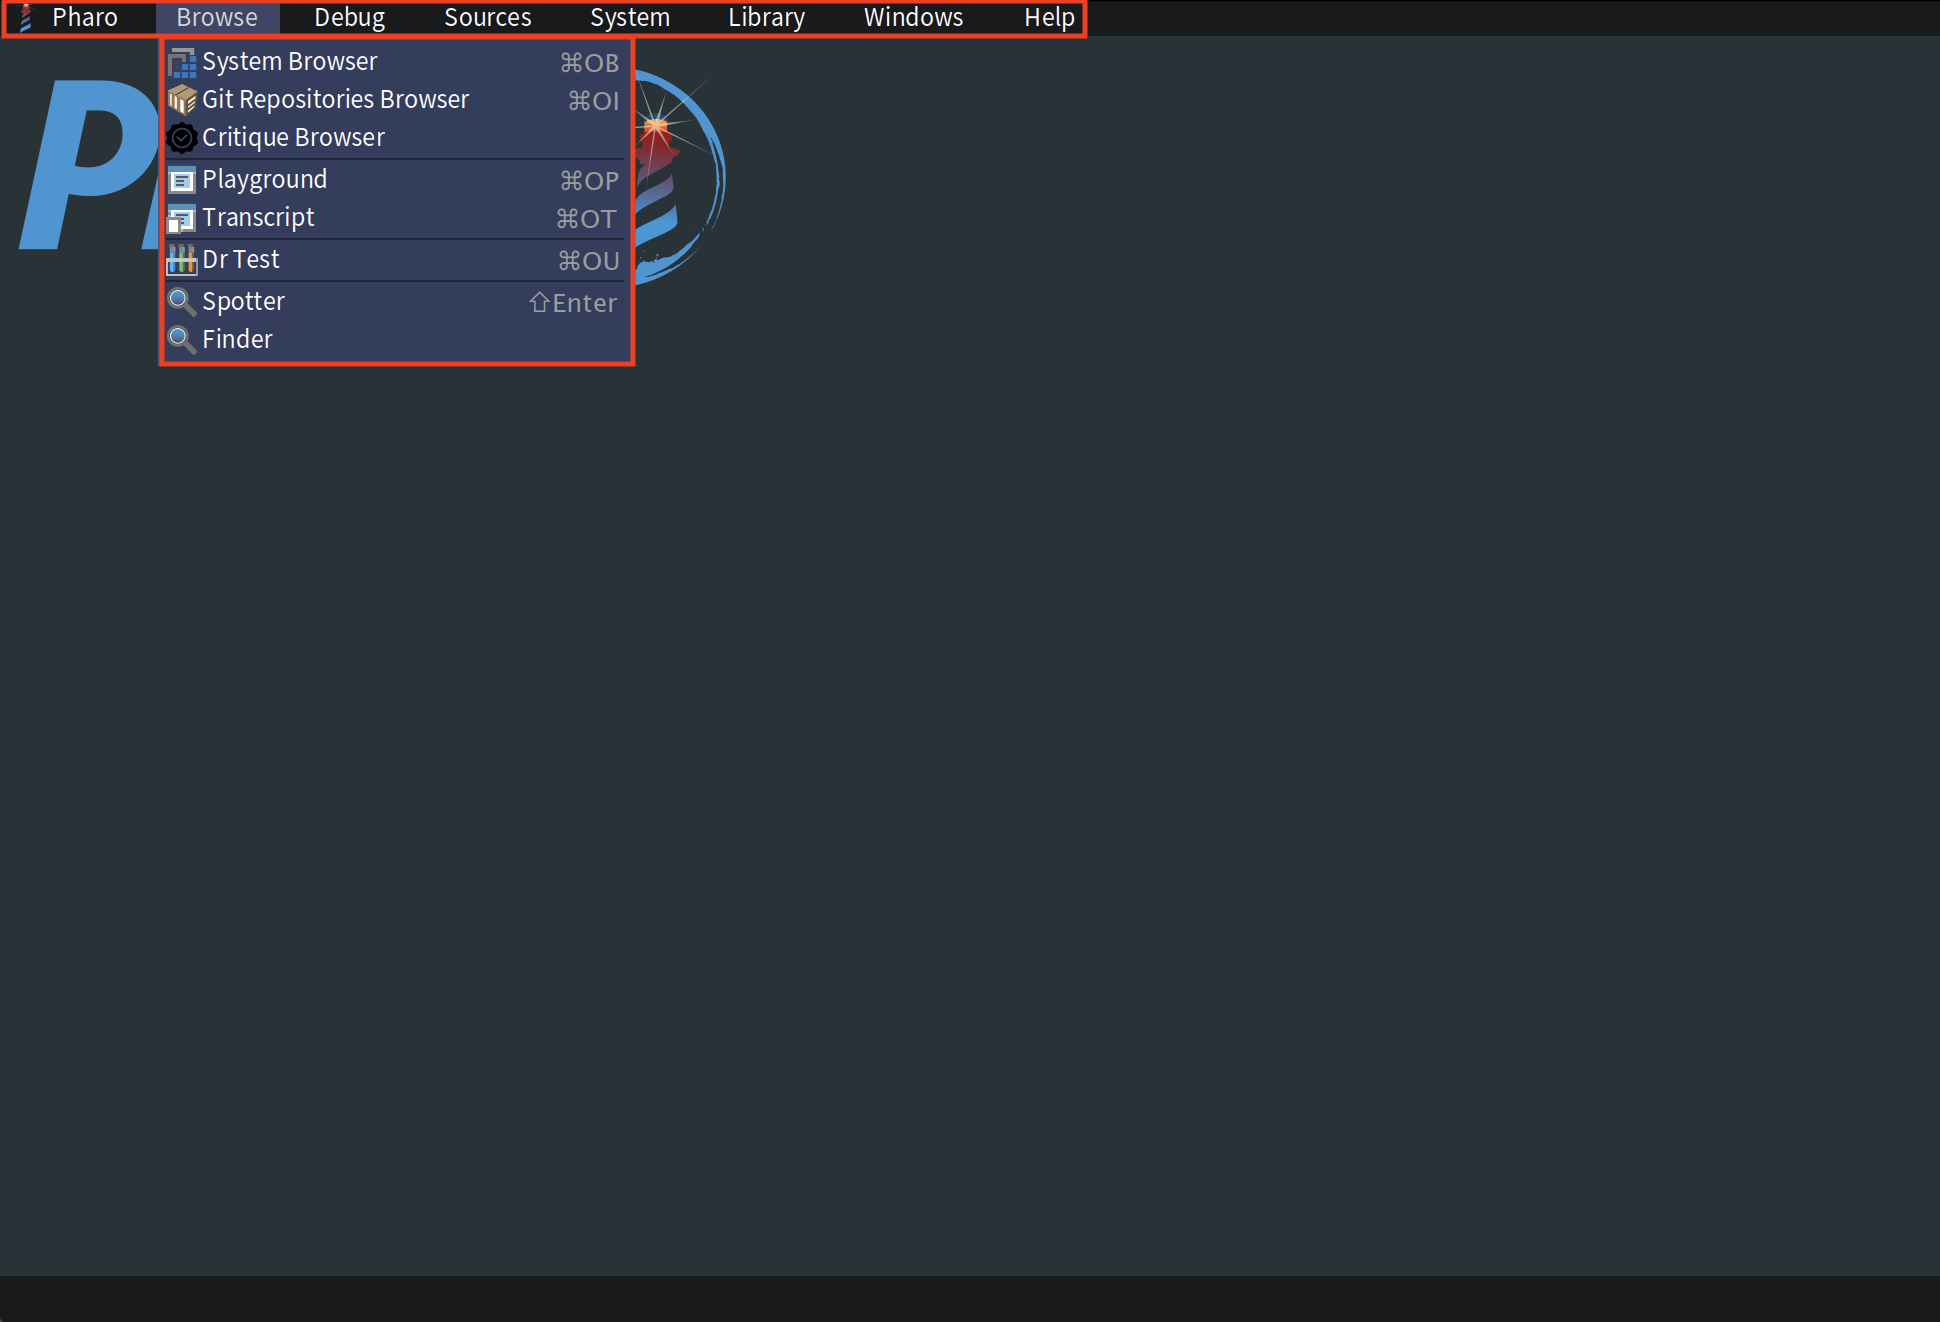 Pharo Browse Debug Sources System Library Windows Help
System Browser ⌘OB
Git Repositories Browser ⌘OI
Critique Browser
Playground ⌘OP
Transcript ⌘OT
Dr Test ⌘OU
Spotter ⇧Enter
Finder
P